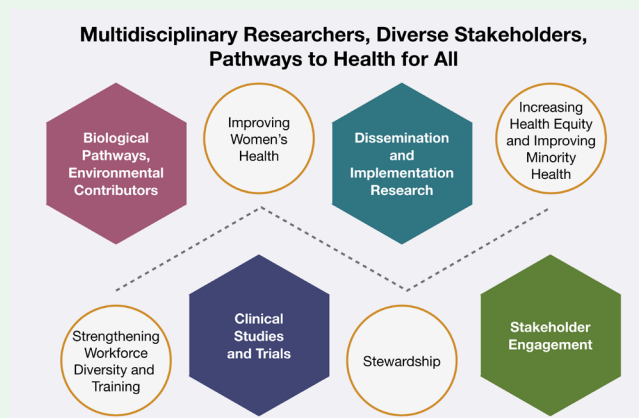 Multidisciplinary Researchers, Diverse Stakeholders,
Pathways to Health for All
Biological
Pathways,
Environmental
Contributors
Improving
Women's
Health
Dissemination
and
Implementation
Research
Increasing
Health Equity
and Improving
Minority
Health
Strengthening
Workforce
Diversity and
Training
Clinical
Studies
and Trials
Stewardship
Stakeholder
Engagement